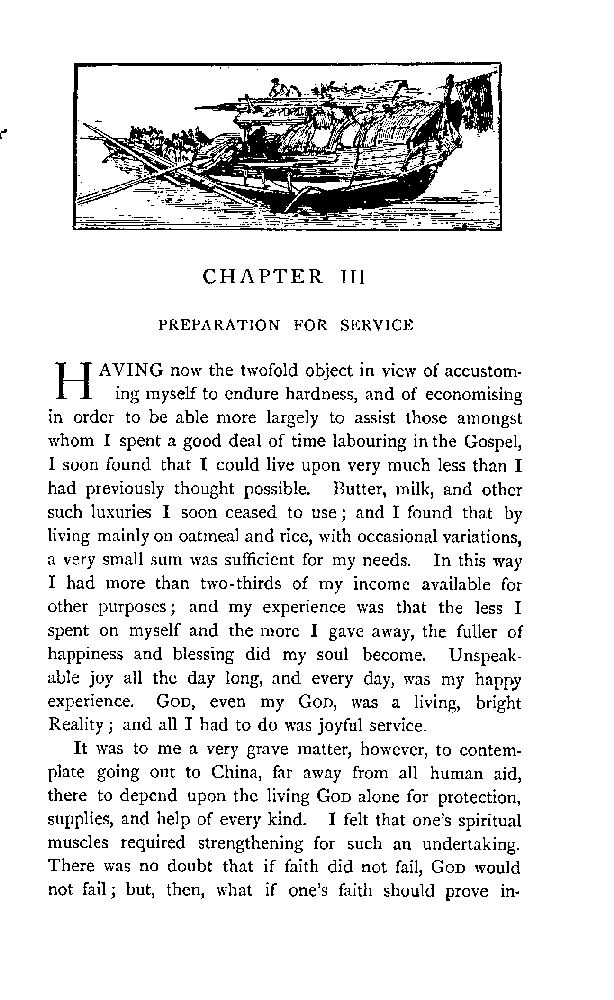 CHAPTER III
PREPARATION FOR SERVICE
HAVING now the twofold object in view of accustom-
ing myself to endure hardness, and of economising
in order to be able more largely to assist those amongst
whom I spent a good deal of time labouring in the Gospel,
I soon found that I could live upon very much less than I
had previously thought possible. Butter, milk, and other
such luxuries I soon ceased to use; and I found that by
living mainly on oatmeal and rice, with occasional variations,
a very small sum was sufficient for my needs. In this way
I had more than two-thirds of my income available for
other purposes; and my experience was that the less I
spent on myself and the more I gave away, the fuller of
happiness and blessing did my soul become. Unspeak-
able joy all the day long, and every day, was my happy
experience. GOD, even my GOD, was a living, bright
Reality; and all I had to do was joyful service.
It was to me a very grave matter, however, to contem-
plate going out to China, far away from all human aid,
there to depend upon the living GOD alone for protection,
supplies, and help of every kind. I felt that one's spiritual
muscles required strengthening for such an undertaking.
There was no doubt that if faith did not fail, GOD would
not fail; but, then, what if one's faith should prove in-